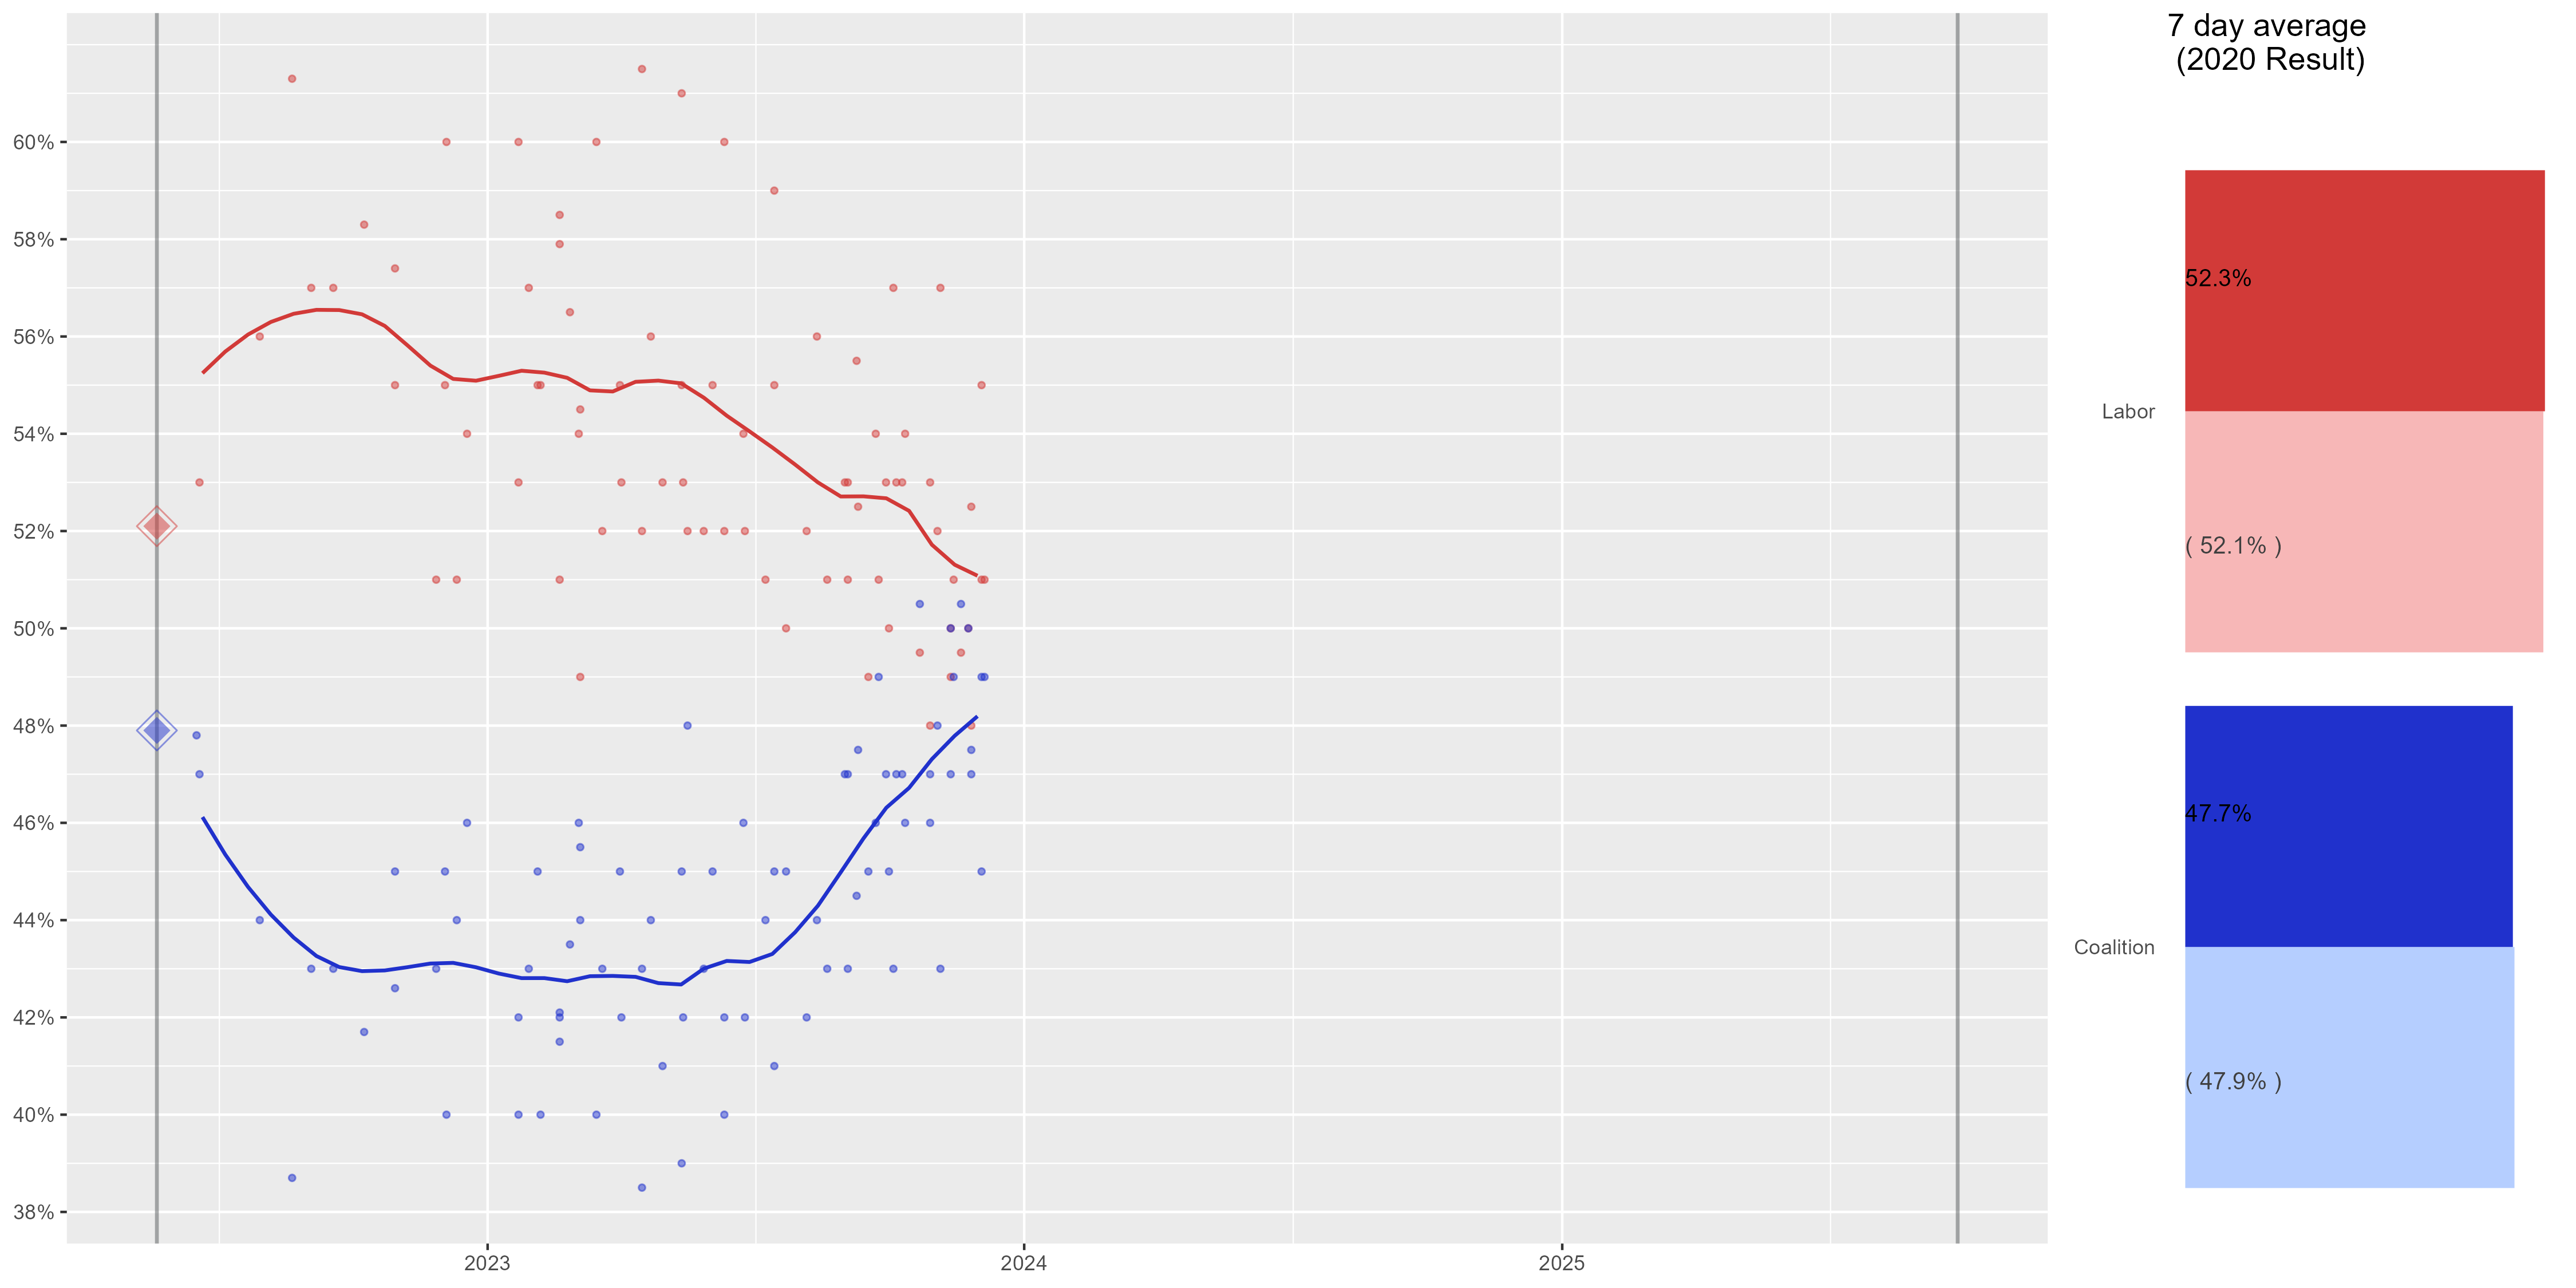 7 day average
(2020 Result)
60%
58%
56%
54%
52%
50%
48%
46%
44%
42%
40%
38%
2023
2024
2025
Labor
52.3%
( 52.1% )
Coalition
47.7%
( 47.9% )